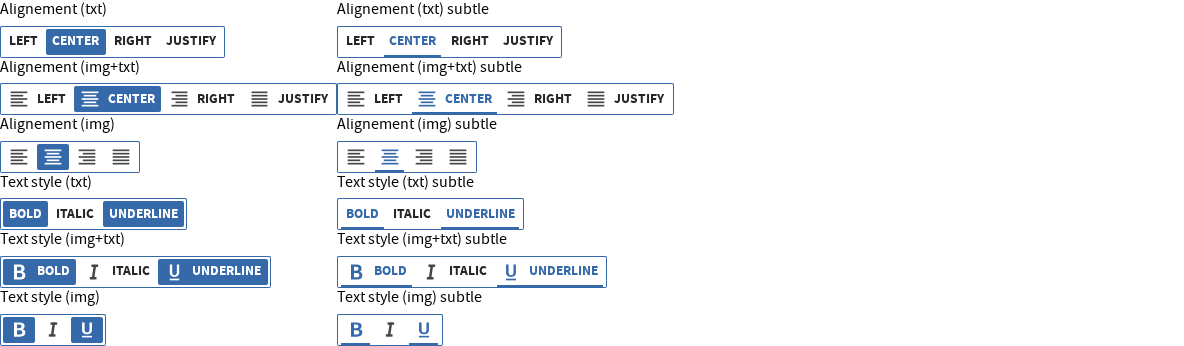 Alignement (txt) Alignement (txt) subtle
LEFT CENTER RIGHT JUSTIFY LEFT CENTER RIGHT JUSTIFY
Alignement (img+txt) Alignement (img+txt) subtle
LEFT CENTER RIGHT JUSTIFY LEFT CENTER RIGHT JUSTIFY
Alignement (img) Alignement (img) subtle
Text style (txt) Text style (txt) subtle
BOLD ITALIC UNDERLINE BOLD ITALIC UNDERLINE
Text style (img+txt) Text style (img+txt) subtle
B BOLD I ITALIC U UNDERLINE B BOLD I ITALIC U UNDERLINE
Text style (img) Text style (img) subtle
B I U B I U